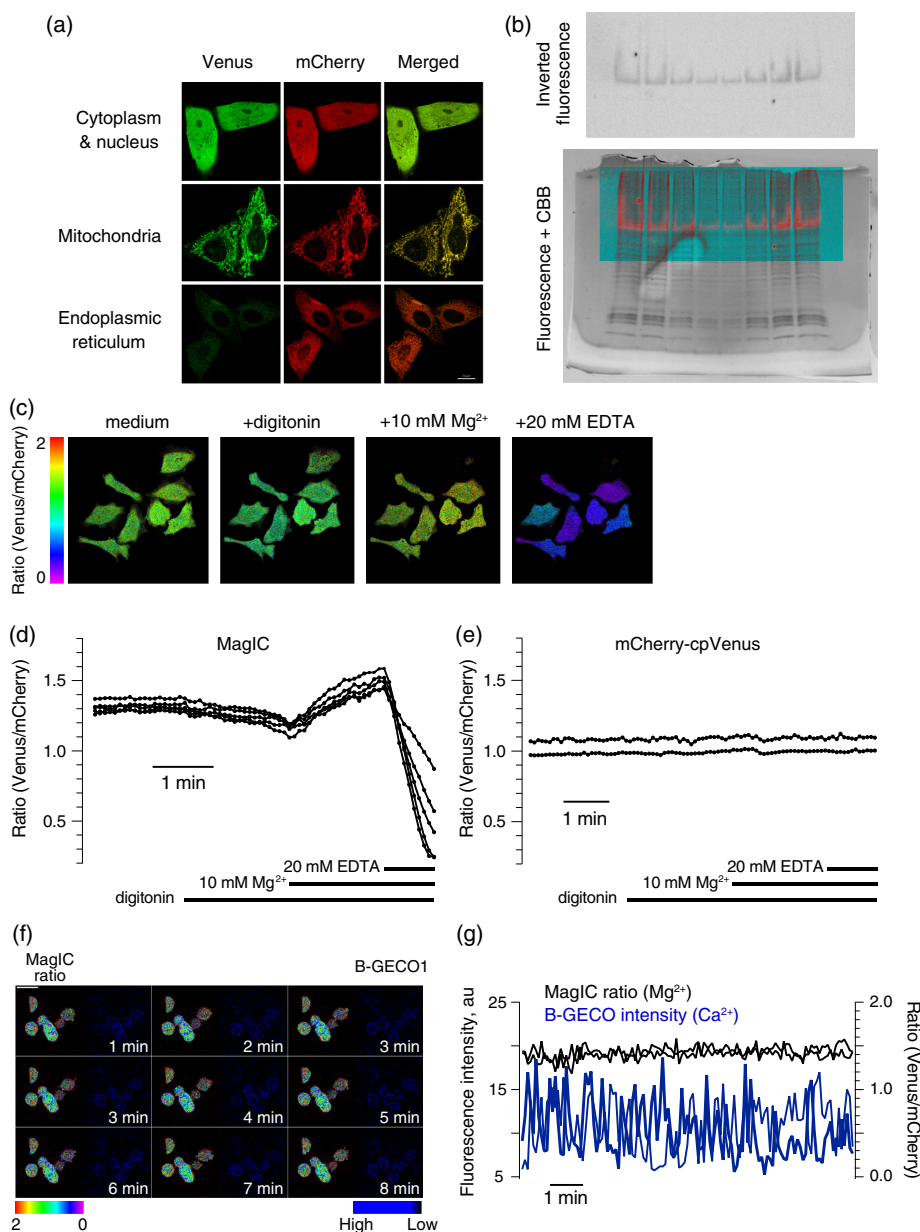 (a)
Venus mCherry Merged
Cytoplasm
& nucleus
Mitochondria
Endoplasmic
reticulum
(b)
Inverted
fluorescence
Fluorescence + CBB
(c)
medium +digitonin +10 mM Mg²⁺ +20 mM EDTA
Ratio (Venus/mCherry)
2
0
(d)
MagIC
Ratio (Venus/mCherry)
1.5
1.0
0.5
1 min
20 mM EDTA
10 mM Mg²⁺
digitonin
(e)
mCherry-cpVenus
Ratio (Venus/mCherry)
1.5
1.0
0.5
1 min
20 mM EDTA
10 mM Mg²⁺
digitonin
(f)
MagIC
ratio
B-GECO1
1 min 2 min 3 min
3 min 4 min 5 min
6 min 7 min 8 min
2 0
High Low
(g)
MagIC ratio (Mg²⁺)
B-GECO intensity (Ca²⁺)
Fluorescence intensity, au
25
15
5
Ratio (Venus/mCherry)
2.0
1.0
0.0
1 min